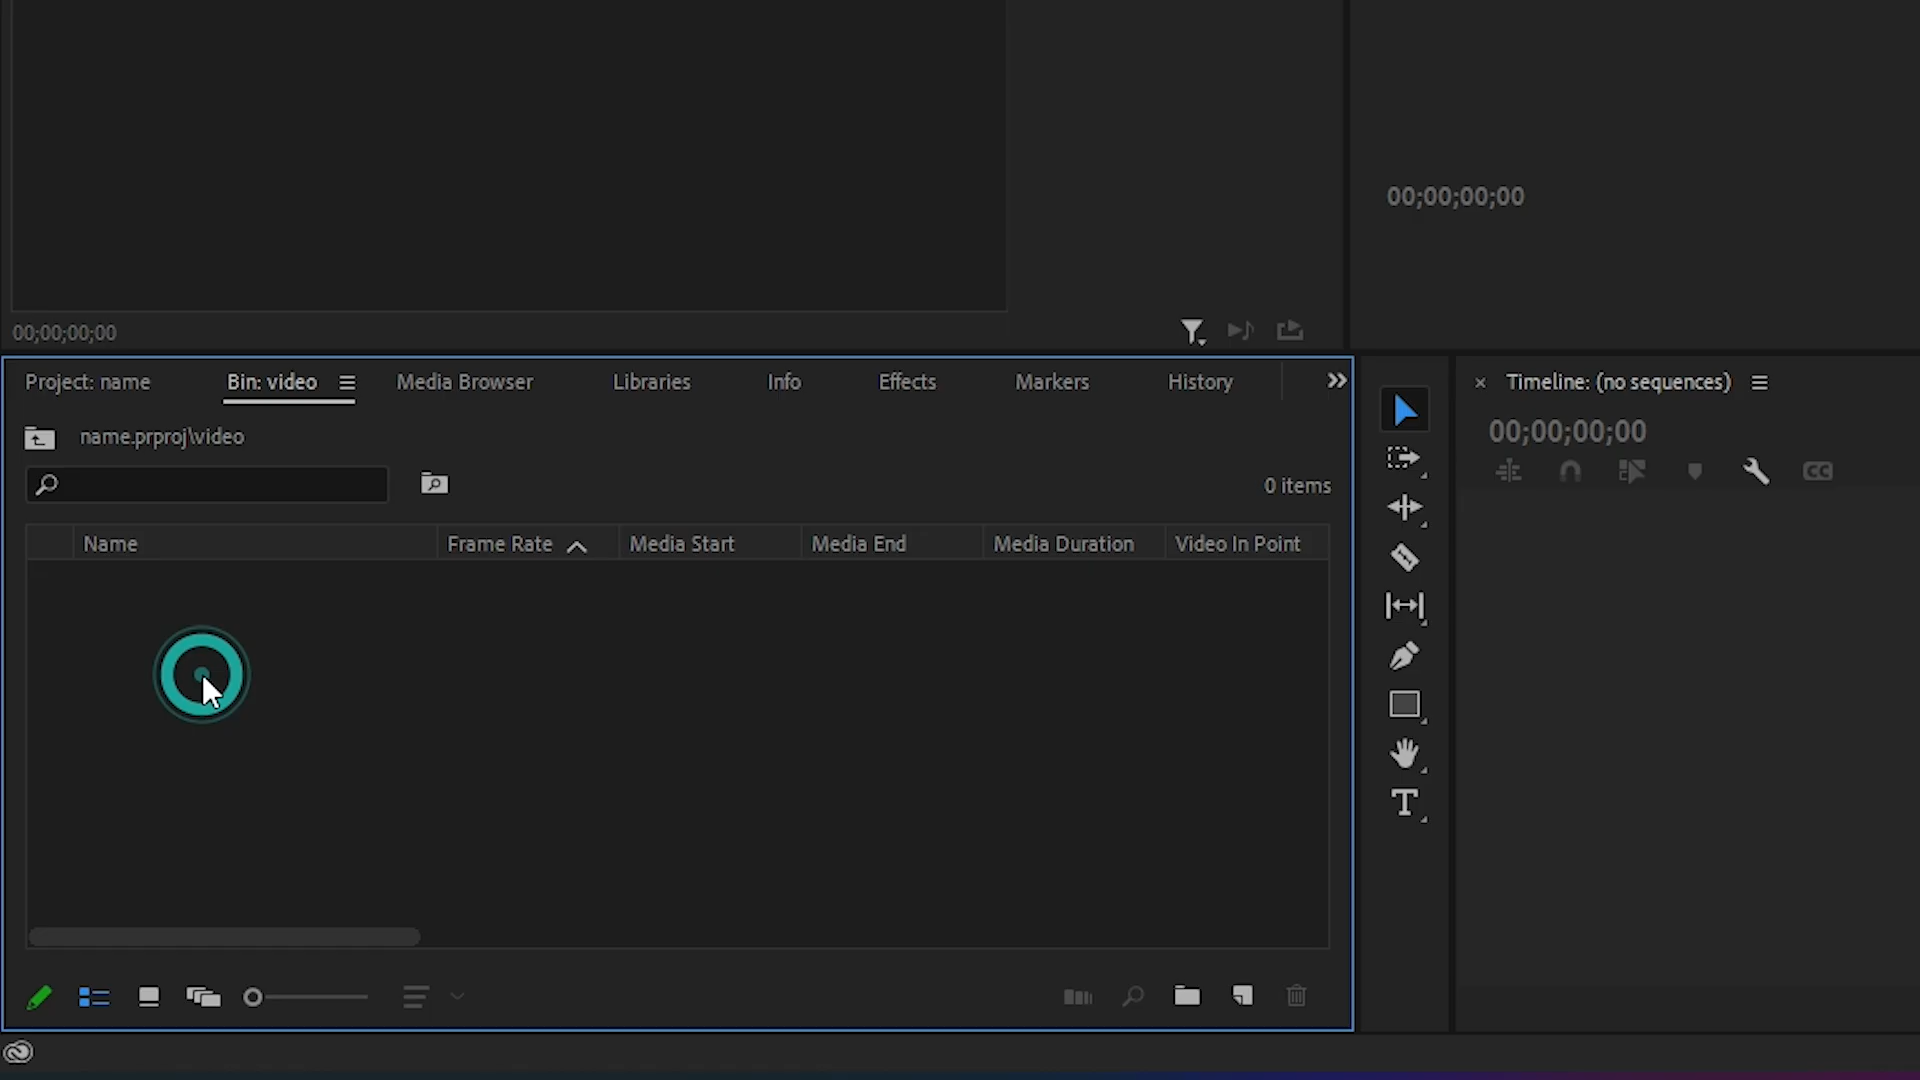 00;00;00;00
00;00;00;00
Project: name Bin: video Media Browser Libraries Info Effects Markers History
name.prproj\video
0 items
Name Frame Rate Media Start Media End Media Duration Video In Point
Timeline: (no sequences)
00;00;00;00
CC
T